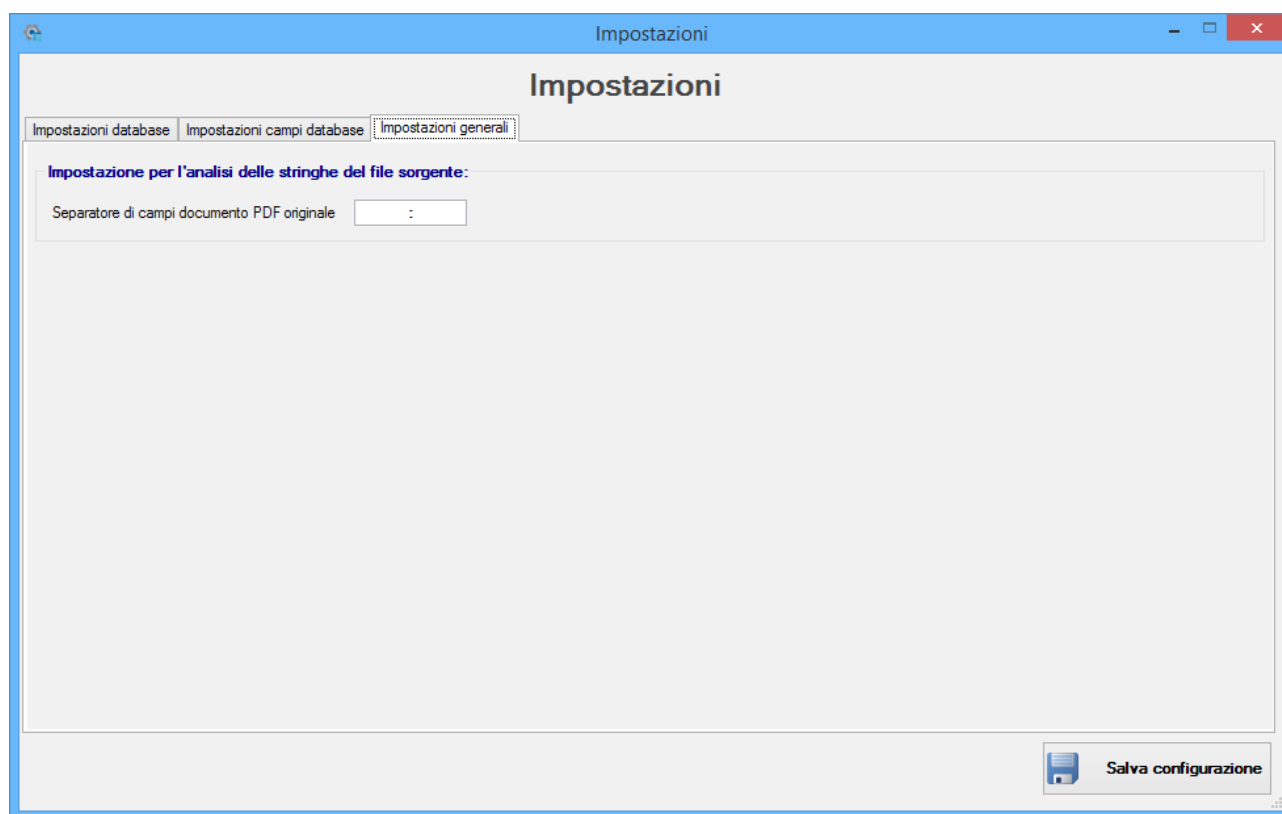 Impostazioni
Impostazioni
Impostazioni database Impostazioni campi database Impostazioni generali
Impostazione per l'analisi delle stringhe del file sorgente:
Separatore di campi documento PDF originale :
Salva configurazione